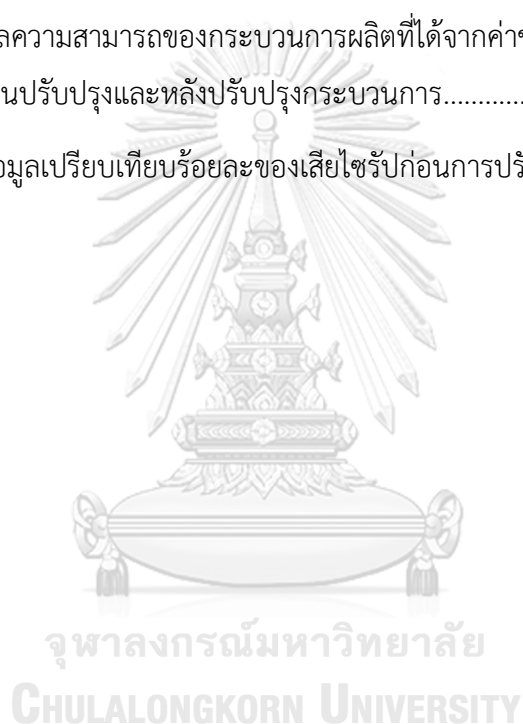 ลความสามารถของกระบวนการผลิตที่ได้จากค่า
นปรับปรุงและหลังปรับปรุงกระบวนการ............
อมูลเปรียบเทียบร้อยละของเสียไซรัปก่อนการปรั
จุฬาลงกรณ์มหาวิทยาลัย
CHULALONGKORN UNIVERSITY